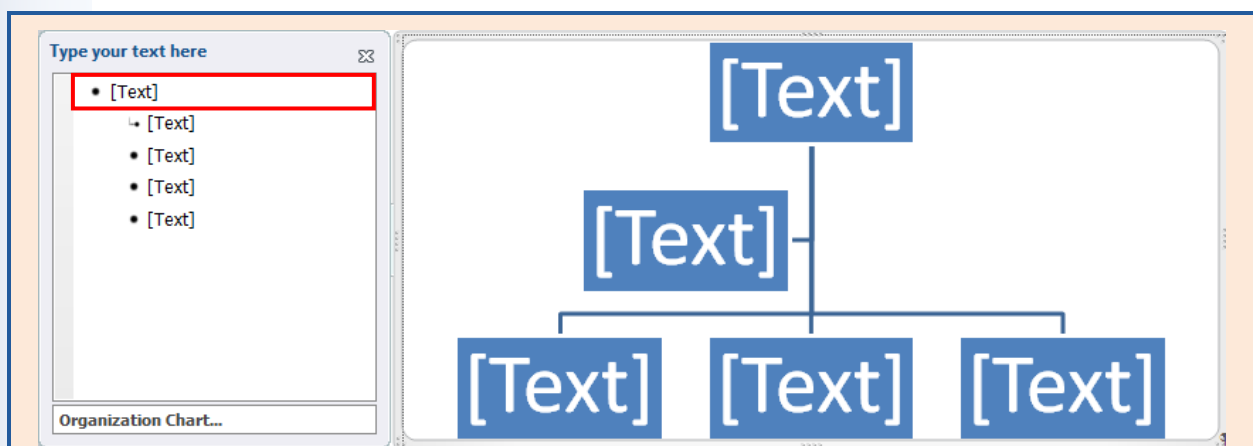 Type your text here
[Text]
[Text]
[Text]
[Text]
[Text]
Organization Chart...
[Text]
[Text]
[Text] [Text] [Text]